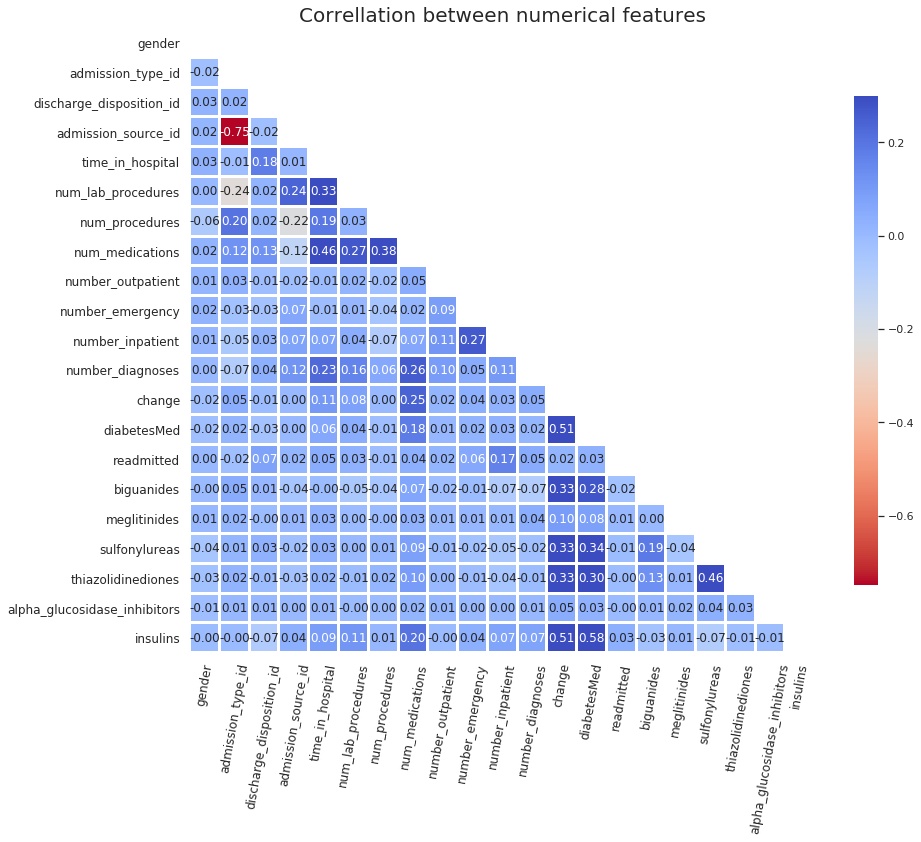 Correllation between numerical features
gender
admission_type_id -0.02
discharge_disposition_id 0.03 0.02
admission_source_id 0.02 -0.75 -0.02
time_in_hospital 0.03 -0.01 0.18 0.01
num_lab_procedures 0.00 -0.24 0.02 0.24 0.33
num_procedures -0.06 0.20 0.02 -0.22 0.19 0.03
num_medications 0.02 0.12 0.13 -0.12 0.46 0.27 0.38
number_outpatient 0.01 0.03 -0.01 -0.02 -0.01 0.02 -0.02 0.05
number_emergency 0.02 -0.03 -0.03 0.07 -0.01 0.01 -0.04 0.02 0.09
number_inpatient 0.01 -0.05 0.03 0.07 0.07 0.04 -0.07 0.07 0.11 0.27
number_diagnoses 0.00 -0.07 0.04 0.12 0.23 0.16 0.06 0.26 0.10 0.05 0.11
change -0.02 0.05 -0.01 0.00 0.11 0.08 0.00 0.25 0.02 0.04 0.03 0.05
diabetesMed -0.02 0.02 -0.03 0.00 0.06 0.04 -0.01 0.18 0.01 0.02 0.03 0.02 0.51
readmitted 0.00 -0.02 0.07 0.02 0.05 0.03 -0.01 0.04 0.02 0.06 0.17 0.05 0.02 0.03
biguanides -0.00 0.05 0.01 -0.04 -0.00 -0.05 -0.04 0.07 -0.02 -0.01 -0.07 -0.07 0.33 0.28 -0.02
meglitinides 0.01 0.02 -0.00 0.01 0.03 0.00 -0.00 0.03 0.01 0.01 0.01 0.04 0.10 0.08 0.01 0.00
sulfonylureas -0.04 0.01 0.03 -0.02 0.03 0.00 0.01 0.09 -0.01 -0.02 -0.05 -0.02 0.33 0.34 -0.01 0.19 -0.04
thiazolidinediones -0.03 0.02 -0.01 -0.03 0.02 -0.01 0.02 0.10 0.00 -0.01 -0.04 -0.01 0.33 0.30 -0.00 0.13 0.01 0.46
alpha_glucosidase_inhibitors -0.01 0.01 0.01 0.00 0.01 -0.00 0.00 0.02 0.01 0.00 0.00 0.01 0.05 0.03 -0.00 0.01 0.02 0.04 0.03
insulins -0.00 -0.00 -0.07 0.04 0.09 0.11 0.01 0.20 -0.00 0.04 0.07 0.07 0.51 0.58 0.03 -0.03 0.01 -0.07 -0.01 -0.01
gender
admission_type_id
discharge_disposition_id
admission_source_id
time_in_hospital
num_lab_procedures
num_procedures
num_medications
number_outpatient
number_emergency
number_inpatient
number_diagnoses
change
diabetesMed
readmitted
biguanides
meglitinides
sulfonylureas
thiazolidinediones
alpha_glucosidase_inhibitors
insulins
0.2
0.0
−0.2
−0.4
−0.6